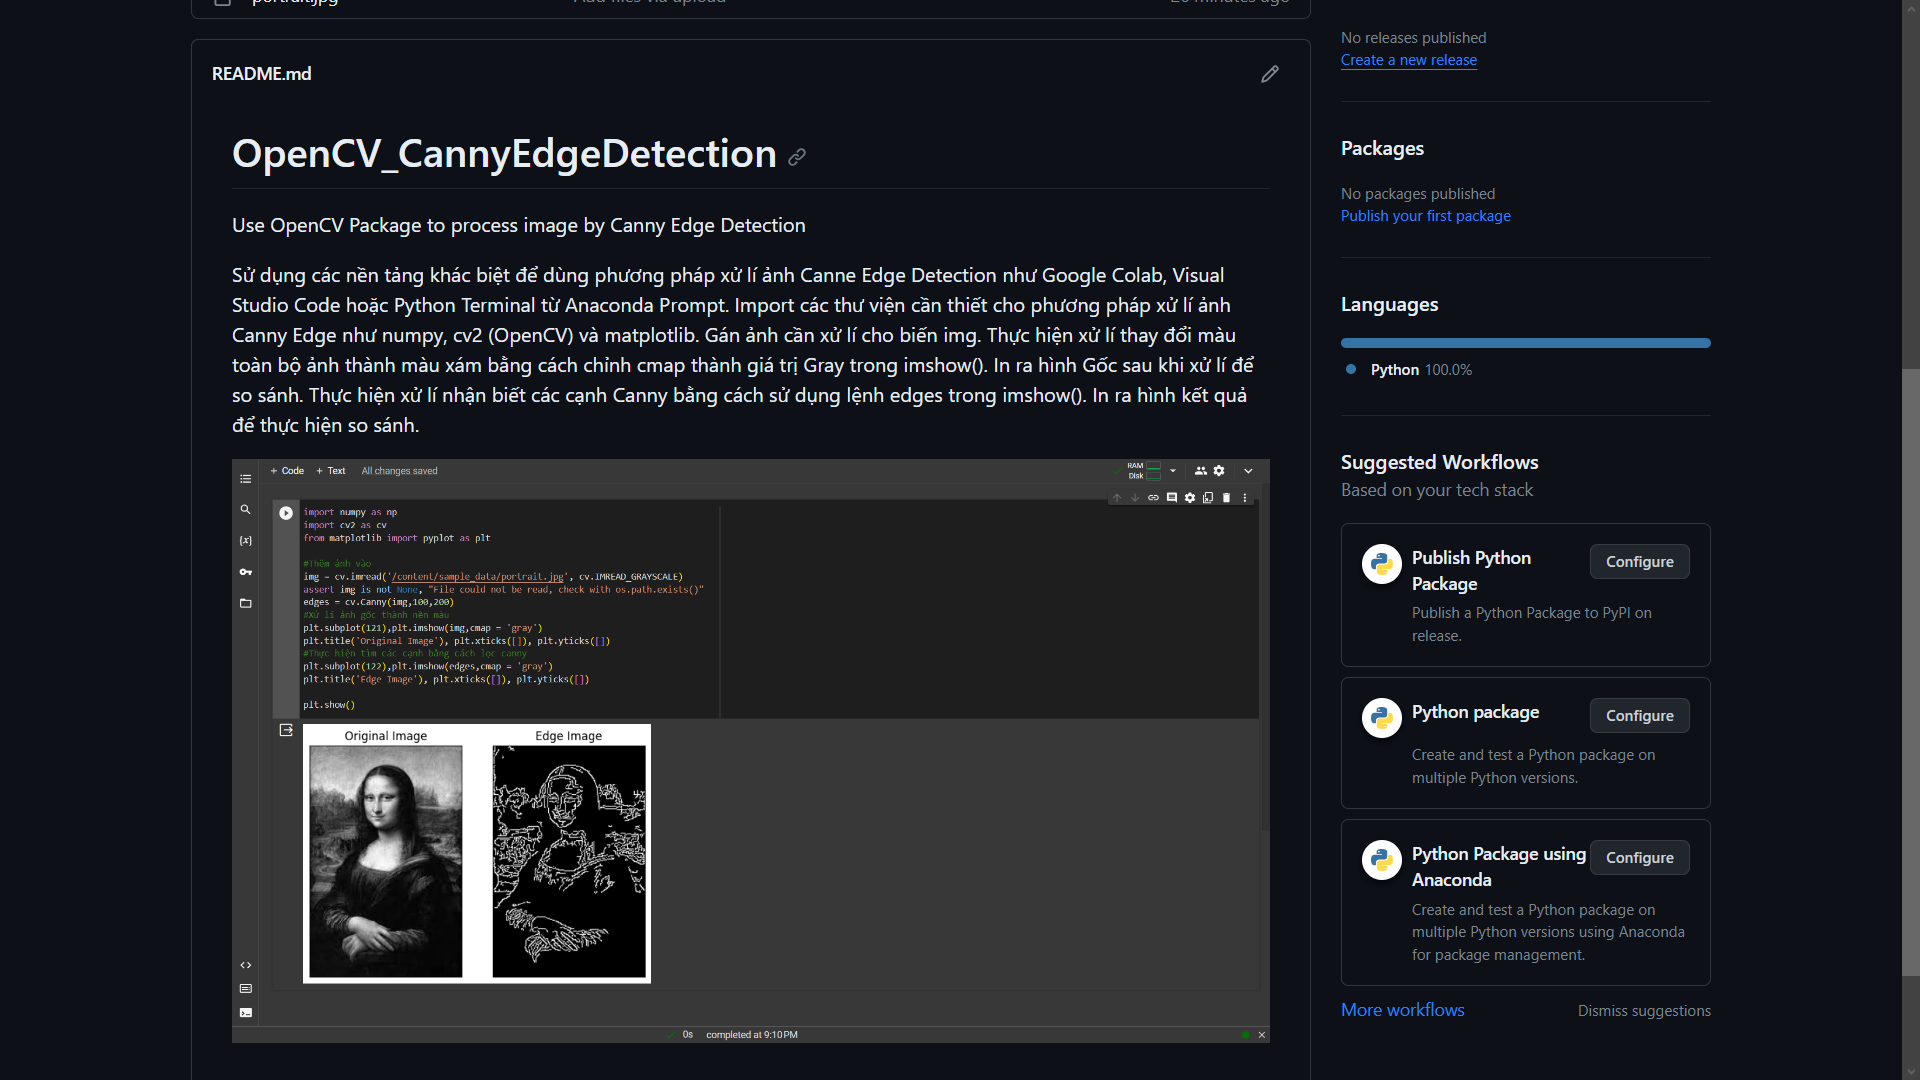 portrait.jpg Add files via upload 20 minutes ago
README.md
OpenCV_CannyEdgeDetection
Use OpenCV Package to process image by Canny Edge Detection
Sử dụng các nền tảng khác biệt để dùng phương pháp xử lí ảnh Canne Edge Detection như Google Colab, Visual
Studio Code hoặc Python Terminal từ Anaconda Prompt. Import các thư viện cần thiết cho phương pháp xử lí ảnh
Canny Edge như numpy, cv2 (OpenCV) và matplotlib. Gán ảnh cần xử lí cho biến img. Thực hiện xử lí thay đổi màu
toàn bộ ảnh thành màu xám bằng cách chỉnh cmap thành giá trị Gray trong imshow(). In ra hình Gốc sau khi xử lí để
so sánh. Thực hiện xử lí nhận biết các cạnh Canny bằng cách sử dụng lệnh edges trong imshow(). In ra hình kết quả
để thực hiện so sánh.
+ Code + Text All changes saved
RAM
Disk
import numpy as np
import cv2 as cv
from matplotlib import pyplot as plt
#Thêm ảnh vào
img = cv.imread('/content/sample_data/portrait.jpg', cv.IMREAD_GRAYSCALE)
assert img is not None, "File could not be read, check with os.path.exists()"
edges = cv.Canny(img,100,200)
#Xử lí ảnh gốc thành nền màu
plt.subplot(121),plt.imshow(img,cmap = 'gray')
plt.title('Original Image'), plt.xticks([]), plt.yticks([])
#Thực hiện tìm các cạnh bằng cách lọc canny
plt.subplot(122),plt.imshow(edges,cmap = 'gray')
plt.title('Edge Image'), plt.xticks([]), plt.yticks([])
plt.show()
Original Image Edge Image
0s completed at 9:10 PM
No releases published
Create a new release
Packages
No packages published
Publish your first package
Languages
Python 100.0%
Suggested Workflows
Based on your tech stack
Publish Python
Package
Configure
Publish a Python Package to PyPI on
release.
Python package
Configure
Create and test a Python package on
multiple Python versions.
Python Package using
Anaconda
Configure
Create and test a Python package on
multiple Python versions using Anaconda
for package management.
More workflows Dismiss suggestions